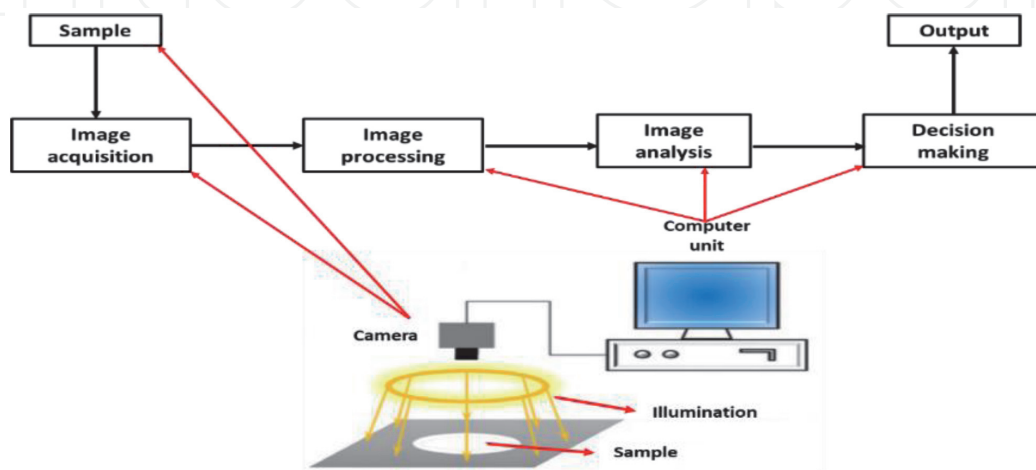 Sample
Output
Image
acquisition
Image
processing
Image
analysis
Decision
making
Computer
unit
Camera
Illumination
Sample